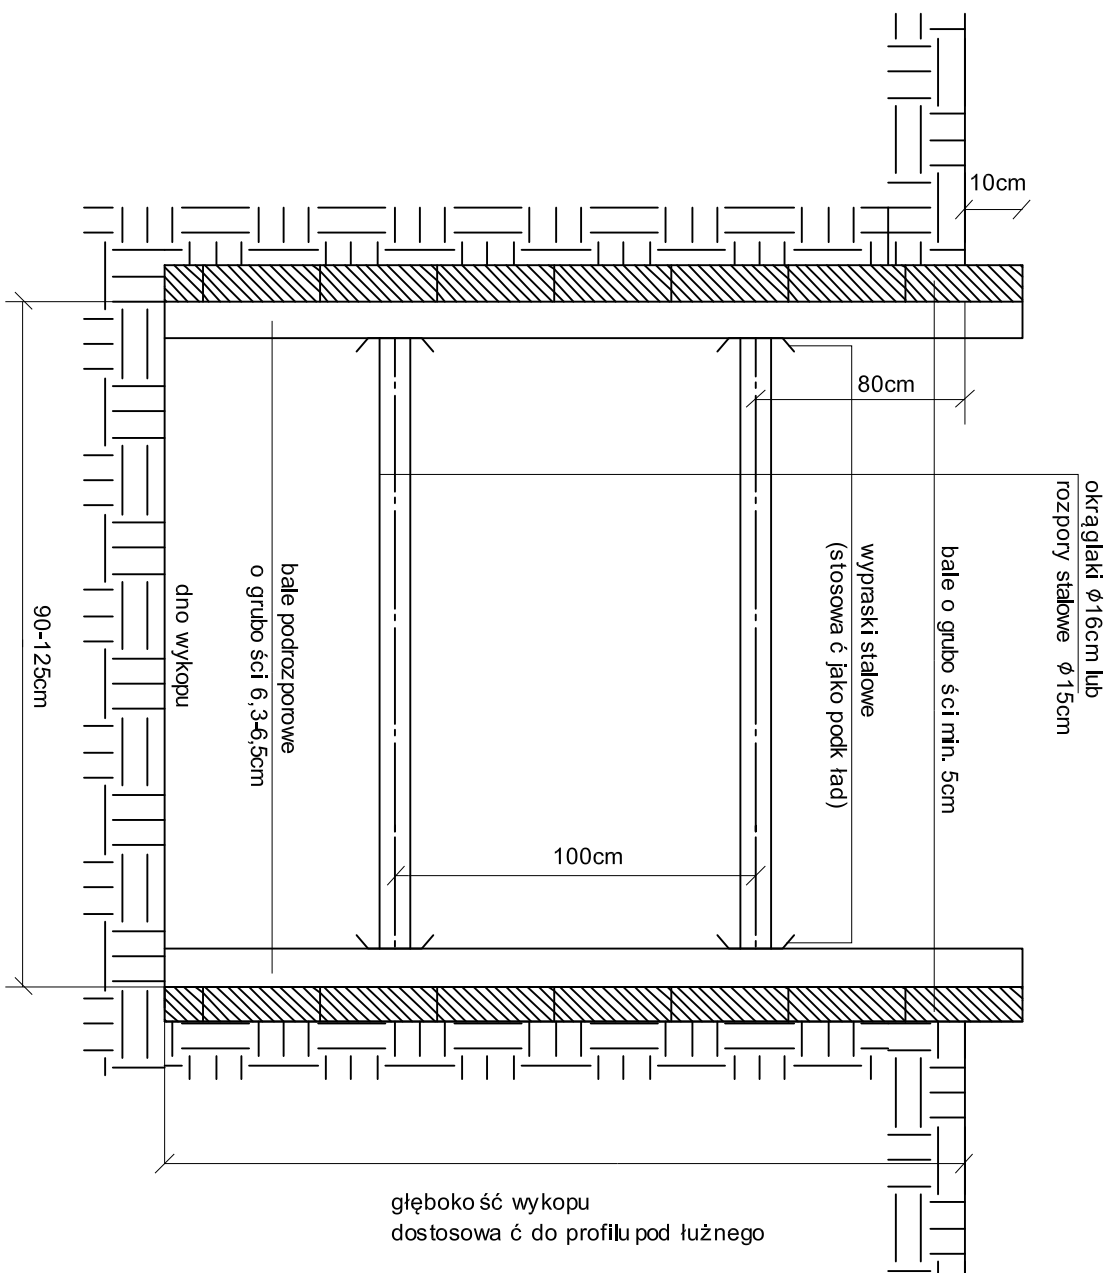 10cm
80cm
okrąglaki ϕ16cm lub
rozpory stalowe ϕ15cm
bale o grubości min. 5cm
wypraski stalowe
(stosować jako podkład)
bale podrozporowe
o grubości 6,3-6,5cm
dno wykopu
90-125cm
100cm
głębokość wykopu
dostosować do profilu podłużnego